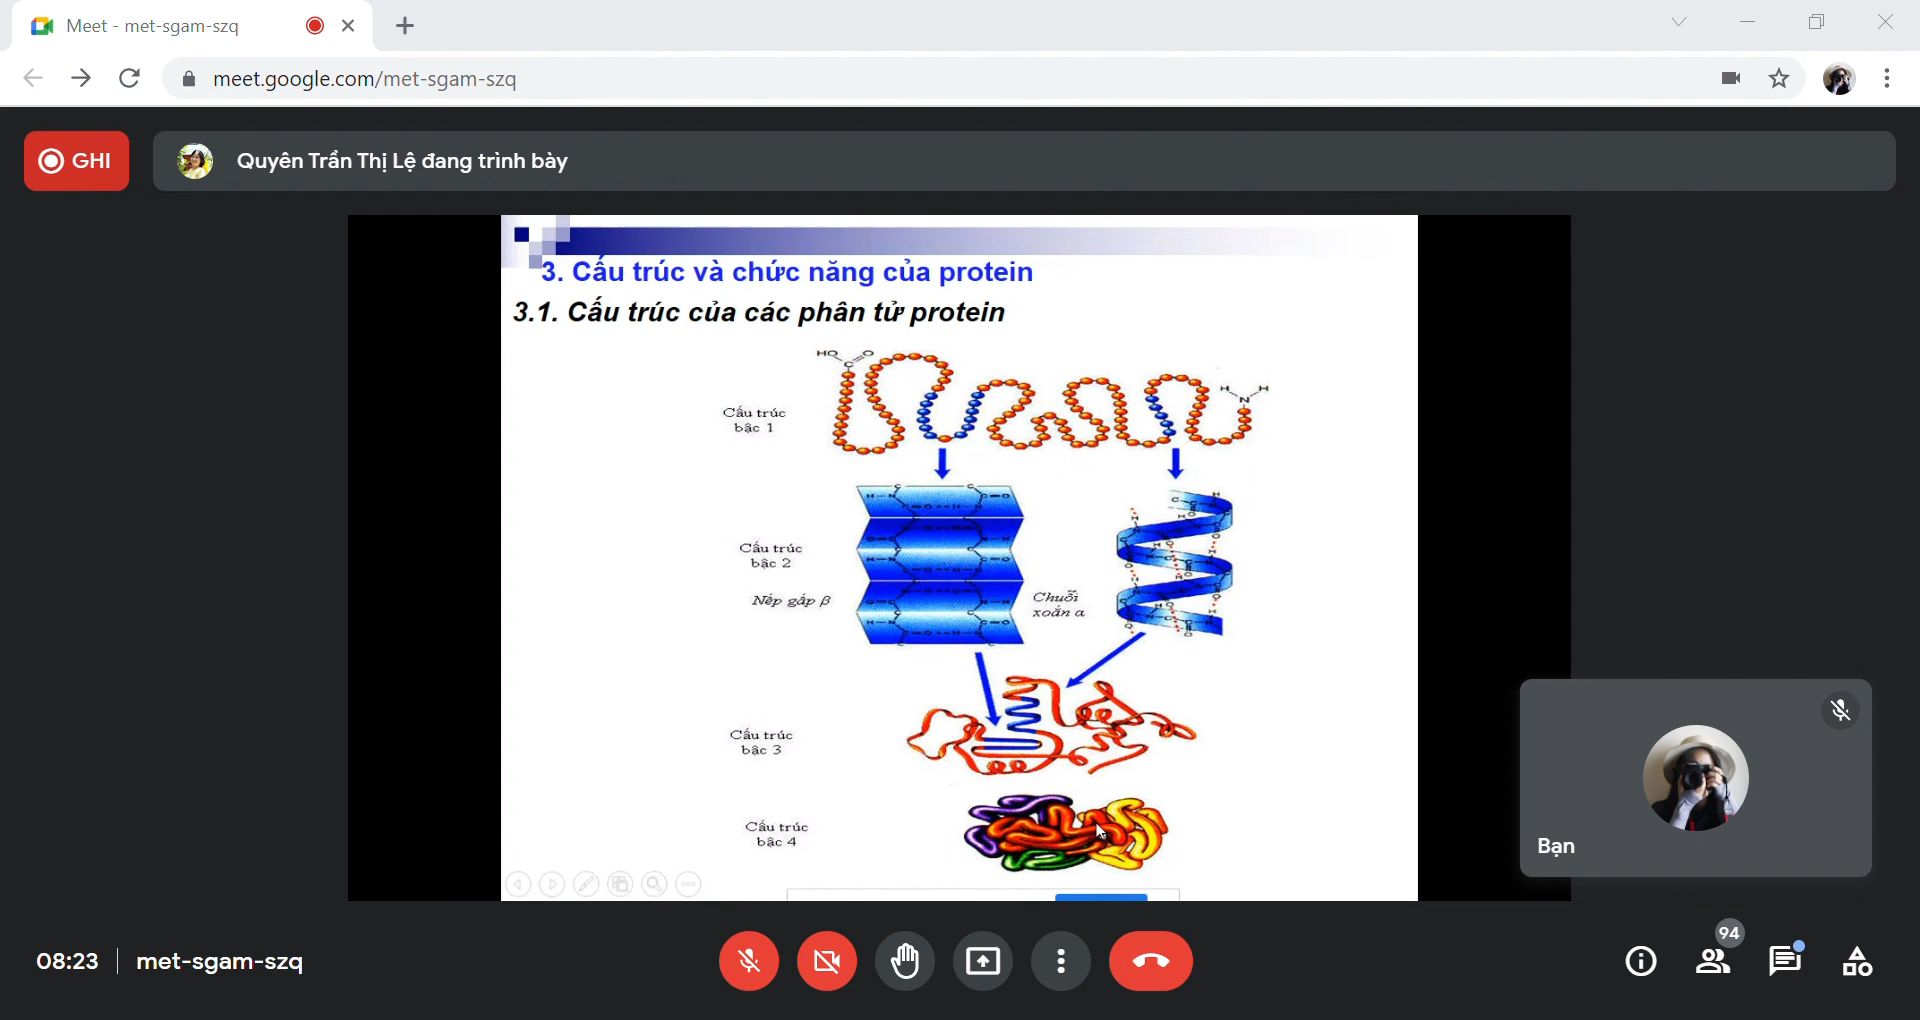 Meet - met-sgam-szq
meet.google.com/met-sgam-szq
GHI
Quyên Trần Thị Lệ đang trình bày
3. Cấu trúc và chức năng của protein
3.1. Cấu trúc của các phân tử protein
HO
O
C
H H
N
Cấu trúc
bậc 1
Cấu trúc
bậc 2
Nếp gấp β
Chuỗi
xoắn α
Cấu trúc
bậc 3
Cấu trúc
bậc 4
Bạn
08:23
met-sgam-szq
94